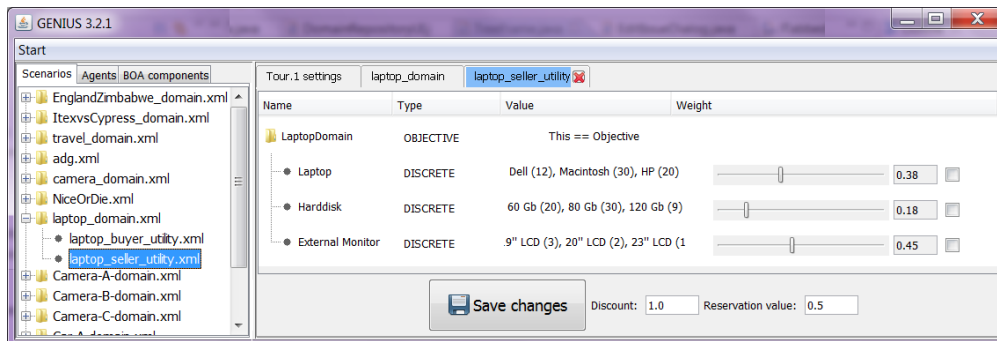 GENIUS 3.2.1
Start
Scenarios Agents BOA components
EnglandZimbabwe_domain.xml
ItexvsCypress_domain.xml
travel_domain.xml
adg.xml
camera_domain.xml
NiceOrDie.xml
laptop_domain.xml
laptop_buyer_utility.xml
laptop_seller_utility.xml
Camera-A-domain.xml
Camera-B-domain.xml
Camera-C-domain.xml
Tour.1 settings laptop_domain laptop_seller_utility
Name Type Value Weight
LaptopDomain OBJECTIVE This == Objective
Laptop DISCRETE Dell (12), Macintosh (30), HP (20) 0.38
Harddisk DISCRETE 60 Gb (20), 80 Gb (30), 120 Gb (9) 0.18
External Monitor DISCRETE .9" LCD (3), 20" LCD (2), 23" LCD (1 0.45
Save changes Discount: 1.0 Reservation value: 0.5